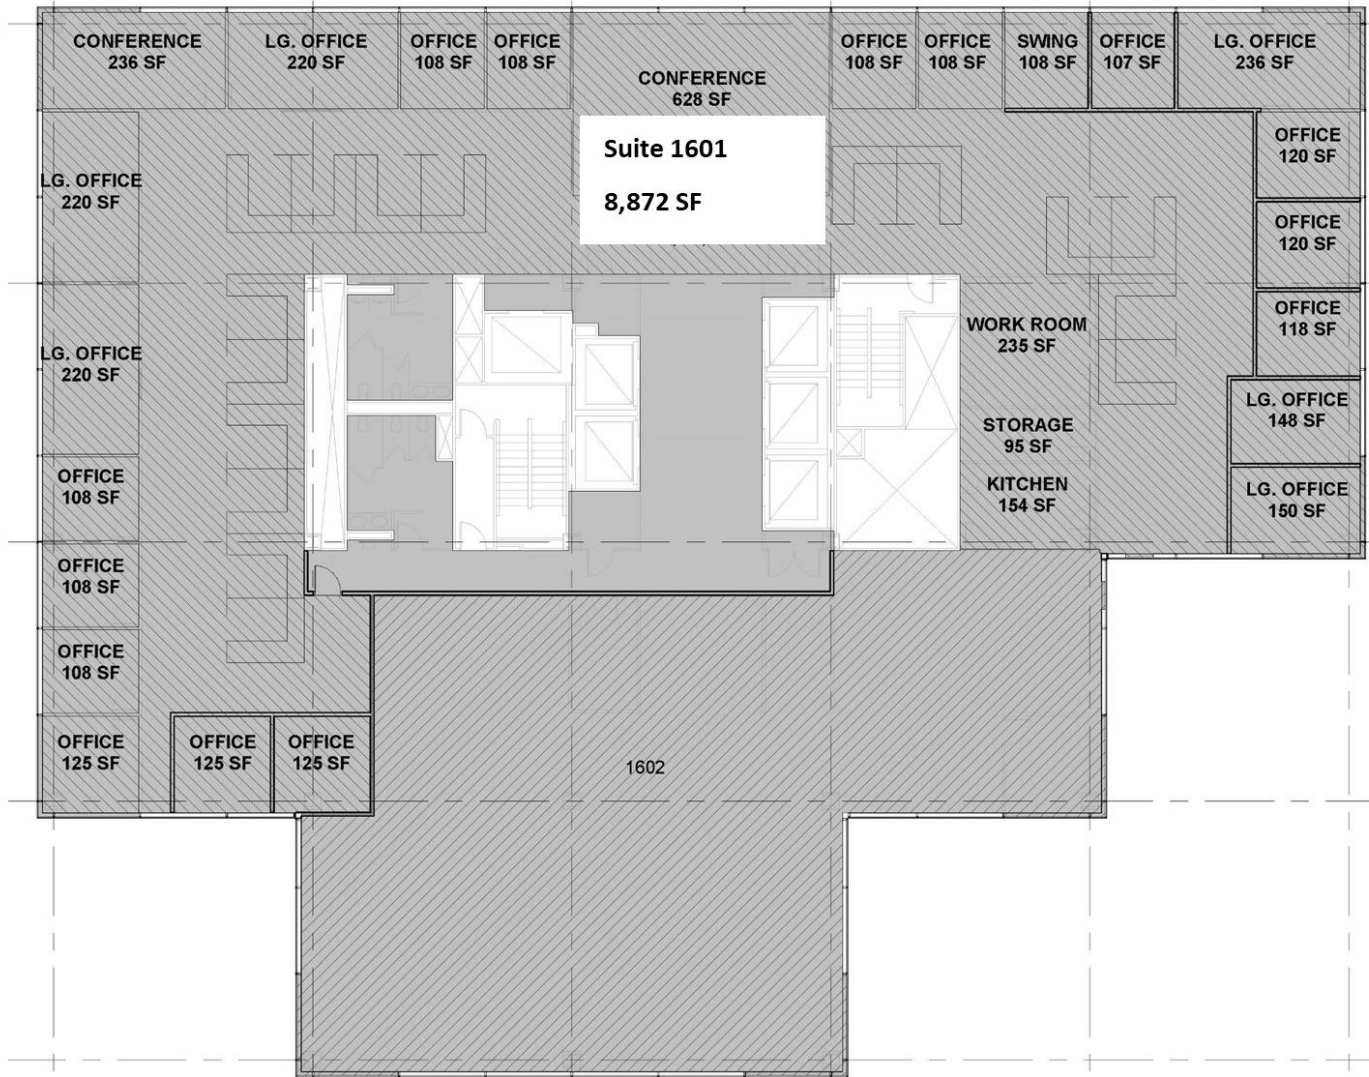 CONFERENCE
236 SF
LG. OFFICE
220 SF
OFFICE
108 SF
OFFICE
108 SF
CONFERENCE
628 SF
OFFICE
108 SF
OFFICE
108 SF
SWING
108 SF
OFFICE
107 SF
LG. OFFICE
236 SF
Suite 1601
8,872 SF
OFFICE
120 SF
LG. OFFICE
220 SF
OFFICE
120 SF
OFFICE
118 SF
WORK ROOM
235 SF
LG. OFFICE
220 SF
LG. OFFICE
148 SF
STORAGE
95 SF
OFFICE
108 SF
KITCHEN
154 SF
LG. OFFICE
150 SF
OFFICE
108 SF
OFFICE
108 SF
OFFICE
125 SF
OFFICE
125 SF
OFFICE
125 SF
1602